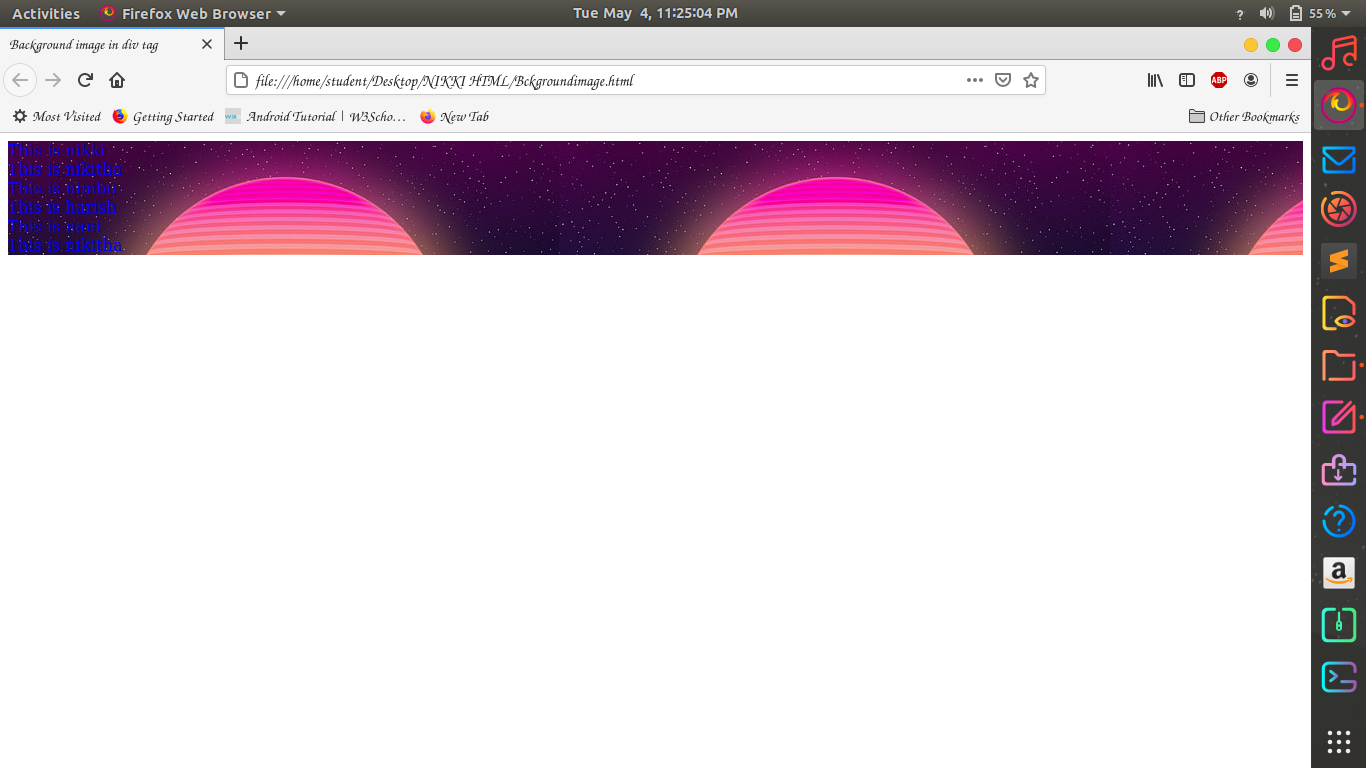 Activities Firefox Web Browser Tue May 4, 11:25:04 PM ? 55 %
Background image in div tag
file:///home/student/Desktop/NIKKI HTML/Bckgroundimage.html ABP
Most Visited Getting Started w3 Android Tutorial | W3Scho… New Tab Other Bookmarks
This is nikki
This is nikitha
This is
This is harish
This is nani
This is nikitha